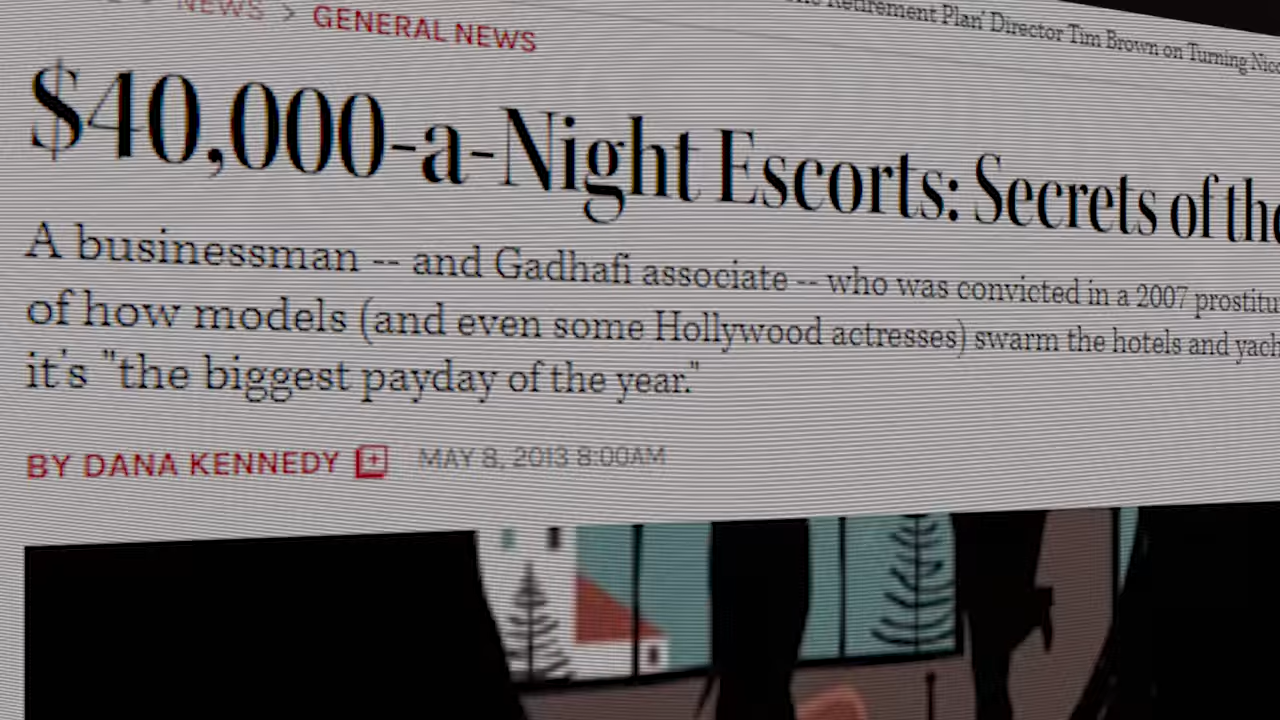 NEWS > GENERAL NEWS
Retirement Plan' Director Tim Brown on Turning
$40,000-a-Night Escorts: Secrets of the
A businessman -- and Gadhafi associate -- who was convicted in a 2007
of how models (and even some Hollywood actresses) swarm the hotels and
it's "the biggest payday of the year."
BY DANA KENNEDY
MAY 8, 2013 8:00AM